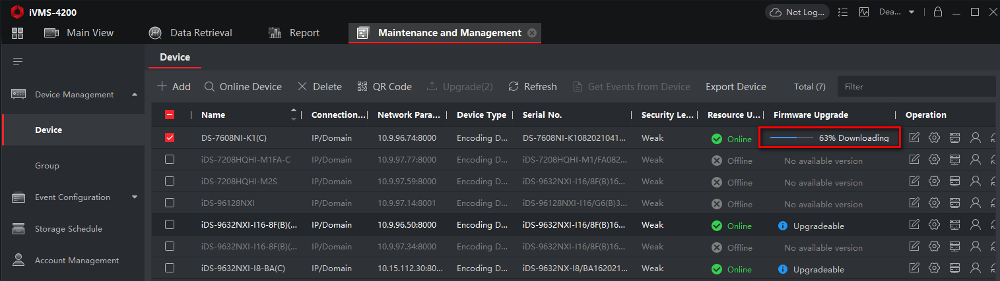 iVMS-4200 Not Log... Dea...
Main View Data Retrieval Report Maintenance and Management
Device
Add Online Device Delete QR Code Upgrade(2) Refresh Get Events from Device Export Device Total (7) Filter
Device Management
Device
Group
Event Configuration
Storage Schedule
Account Management
Name Connection... Network Para... Device Type Serial No. Security Le... Resource U... Firmware Upgrade Operation
DS-7608NI-K1(C) IP/Domain 10.9.96.74:8000 Encoding D... DS-7608NI-K1082021041... Weak Online 63% Downloading
iDS-7208HQHI-M1FA-C IP/Domain 10.9.97.77:8000 Encoding D... iDS-7208HQHI-M1/FA082... Weak Offline No available version
iDS-7208HQHI-M2S IP/Domain 10.9.97.59:8000 Encoding D... iDS-9632NXI-I16/8F(B)16... Weak Offline No available version
iDS-96128NXI IP/Domain 10.9.97.14:8001 Encoding D... iDS-96128NXI-I16/G6(B)3... Weak Offline No available version
iDS-9632NXI-I16-8F(B)(... IP/Domain 10.9.96.50:8000 Encoding D... iDS-9632NXI-I16/8F(B)16... Weak Online Upgradeable
iDS-9632NXI-I16-8F(B)(... IP/Domain 10.9.97.34:8000 Encoding D... iDS-9632NXI-I16/8F(B)16... Weak Offline No available version
iDS-9632NXI-I8-BA(C) IP/Domain 10.15.112.30:80... Encoding D... iDS-9632NX-I8/BA162021... Weak Online Upgradeable